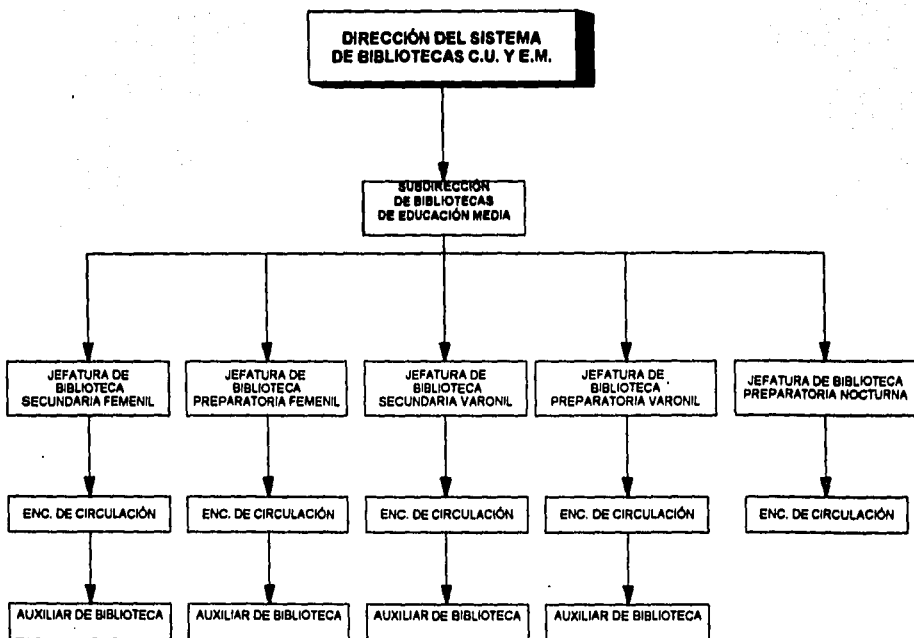 DIRECCIÓN DEL SISTEMA
DE BIBLIOTECAS C.U. Y E.M.
SUBDIRECCIÓN
DE BIBLIOTECAS
DE EDUCACIÓN MEDIA
JEFATURA DE
BIBLIOTECA
SECUNDARIA FEMENIL
JEFATURA DE
BIBLIOTECA
PREPARATORIA FEMENIL
JEFATURA DE
BIBLIOTECA
SECUNDARIA VARONIL
JEFATURA DE
BIBLIOTECA
PREPARATORIA VARONIL
JEFATURA DE BIBLIOTECA
PREPARATORIA NOCTURNA
ENC. DE CIRCULACIÓN
ENC. DE CIRCULACIÓN
ENC. DE CIRCULACIÓN
ENC. DE CIRCULACIÓN
ENC. DE CIRCULACIÓN
AUXILIAR DE BIBLIOTECA
AUXILIAR DE BIBLIOTECA
AUXILIAR DE BIBLIOTECA
AUXILIAR DE BIBLIOTECA